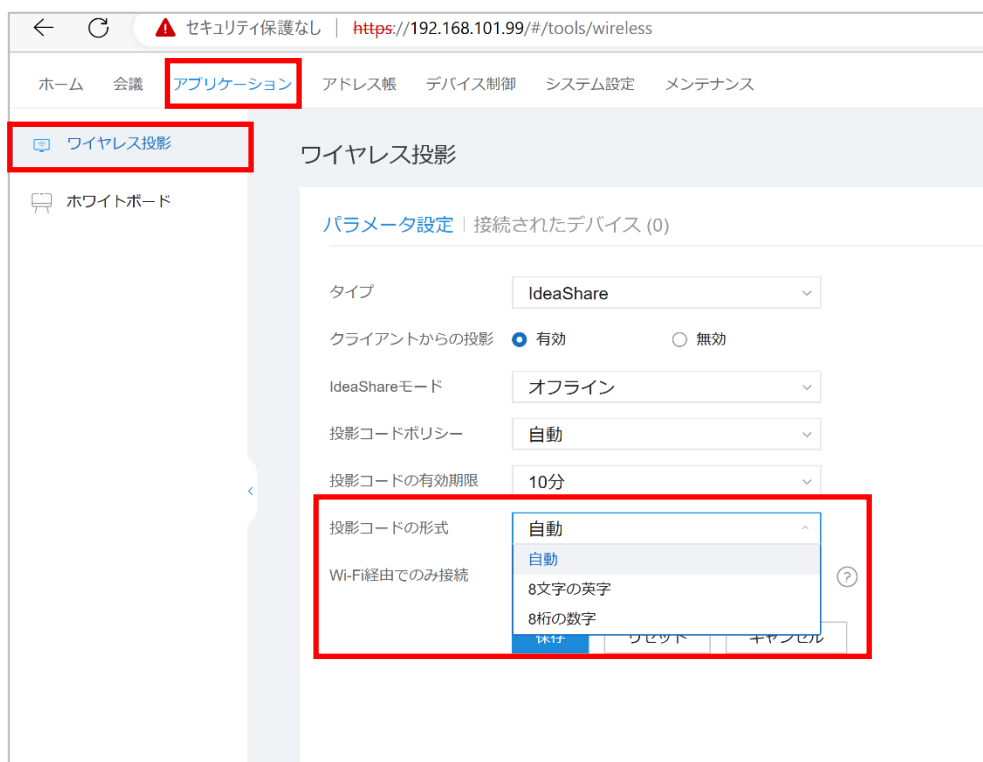 セキュリティ保護なし | https://192.168.101.99/#/tools/wireless
ホーム 会議 アプリケーション アドレス帳 デバイス制御 システム設定 メンテナンス
ワイヤレス投影
ホワイトボード
ワイヤレス投影
パラメータ設定 | 接続されたデバイス (0)
タイプ IdeaShare
クライアントからの投影 有効 無効
IdeaShareモード オフライン
投影コードポリシー 自動
投影コードの有効期限 10分
投影コードの形式 自動
自動
Wi-Fi経由でのみ接続 ?
8文字の英字
8桁の数字
保存 リセット キャンセル